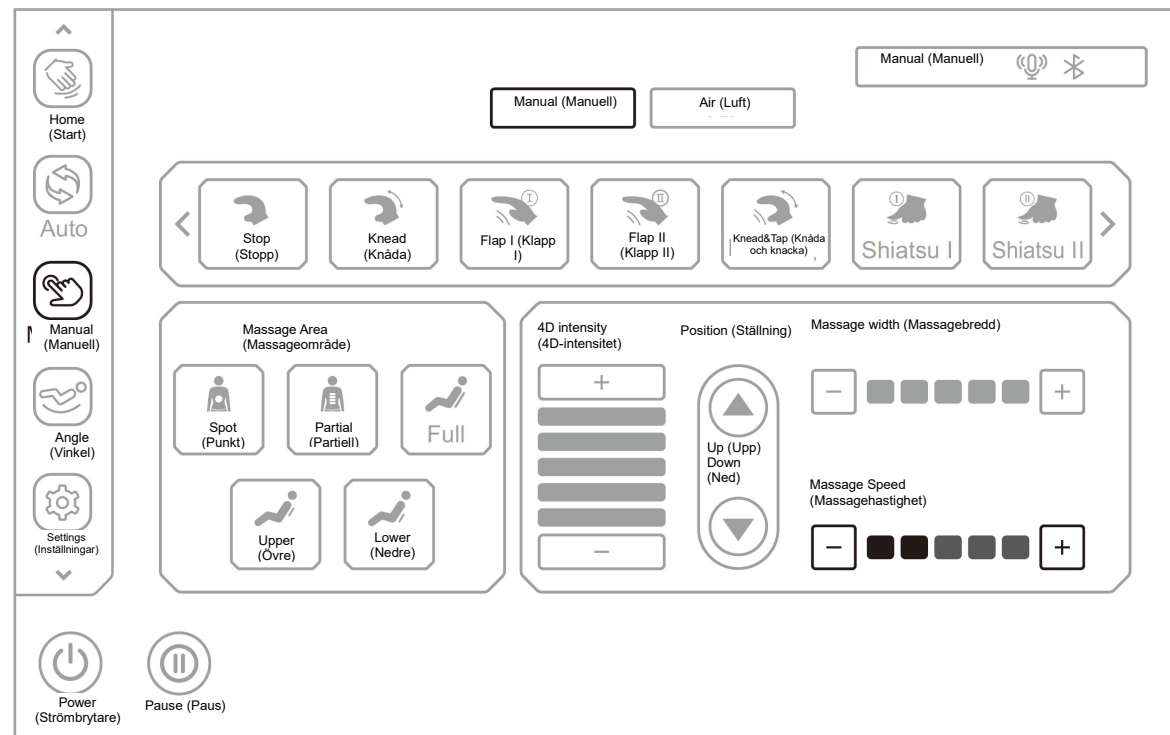 Home
(Start)
Auto
Manual
(Manuell)
Angle
(Vinkel)
Settings
(Inställningar)
Manual (Manuell)
Manual (Manuell)
Air (Luft)
Stop
(Stopp)
Knead
(Knåda)
I
Flap I (Klapp
I)
II
Flap II
(Klapp II)
Knead&Tap (Knåda
och knacka)
I
Shiatsu I
II
Shiatsu II
Massage Area
(Massageområde)
Spot
(Punkt)
Partial
(Partiell)
Full
Upper
(Övre)
Lower
(Nedre)
4D intensity
(4D-intensitet)
+
−
Position (Ställning)
Up (Upp)
Down
(Ned)
Massage width (Massagebredd)
− +
Massage Speed
(Massagehastighet)
− +
Power
(Strömbrytare)
Pause (Paus)